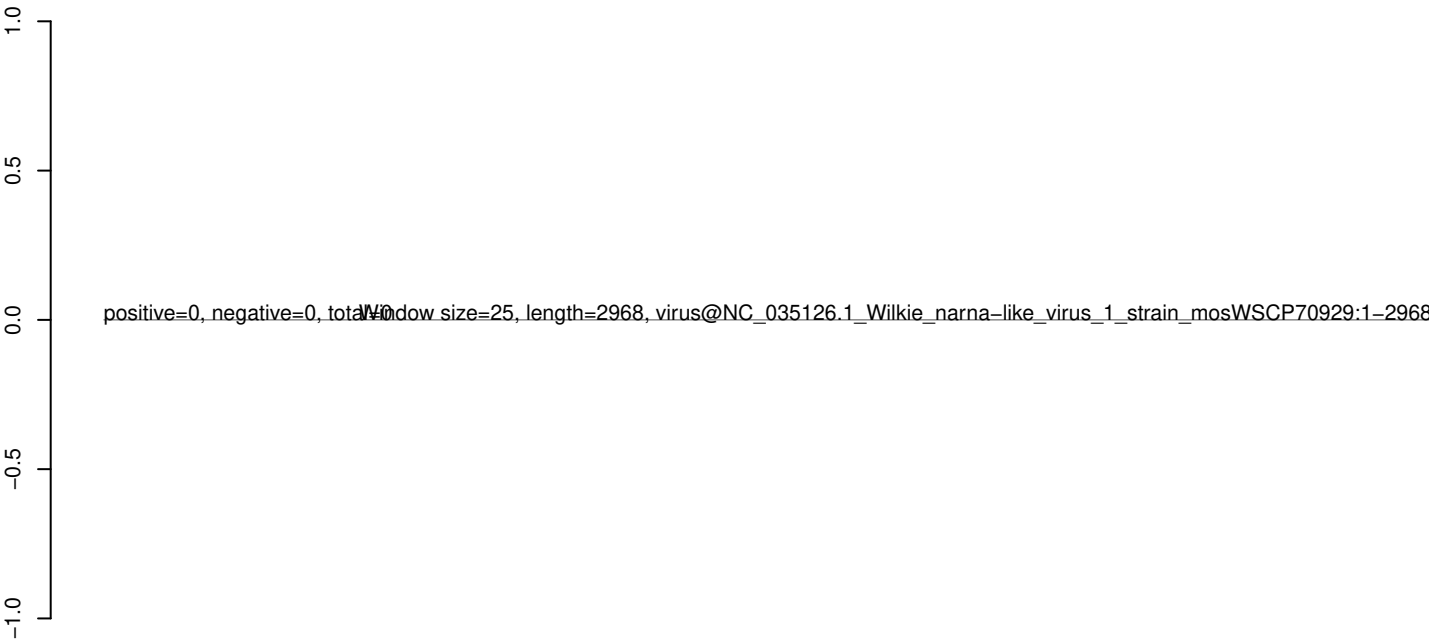 1.0
0.5
0.0
−0.5
−1.0
positive=0, negative=0, total=0
Window size=25, length=2968, virus@NC_035126.1_Wilkie_narna−like_virus_1_strain_mosWSCP70929:1−2968